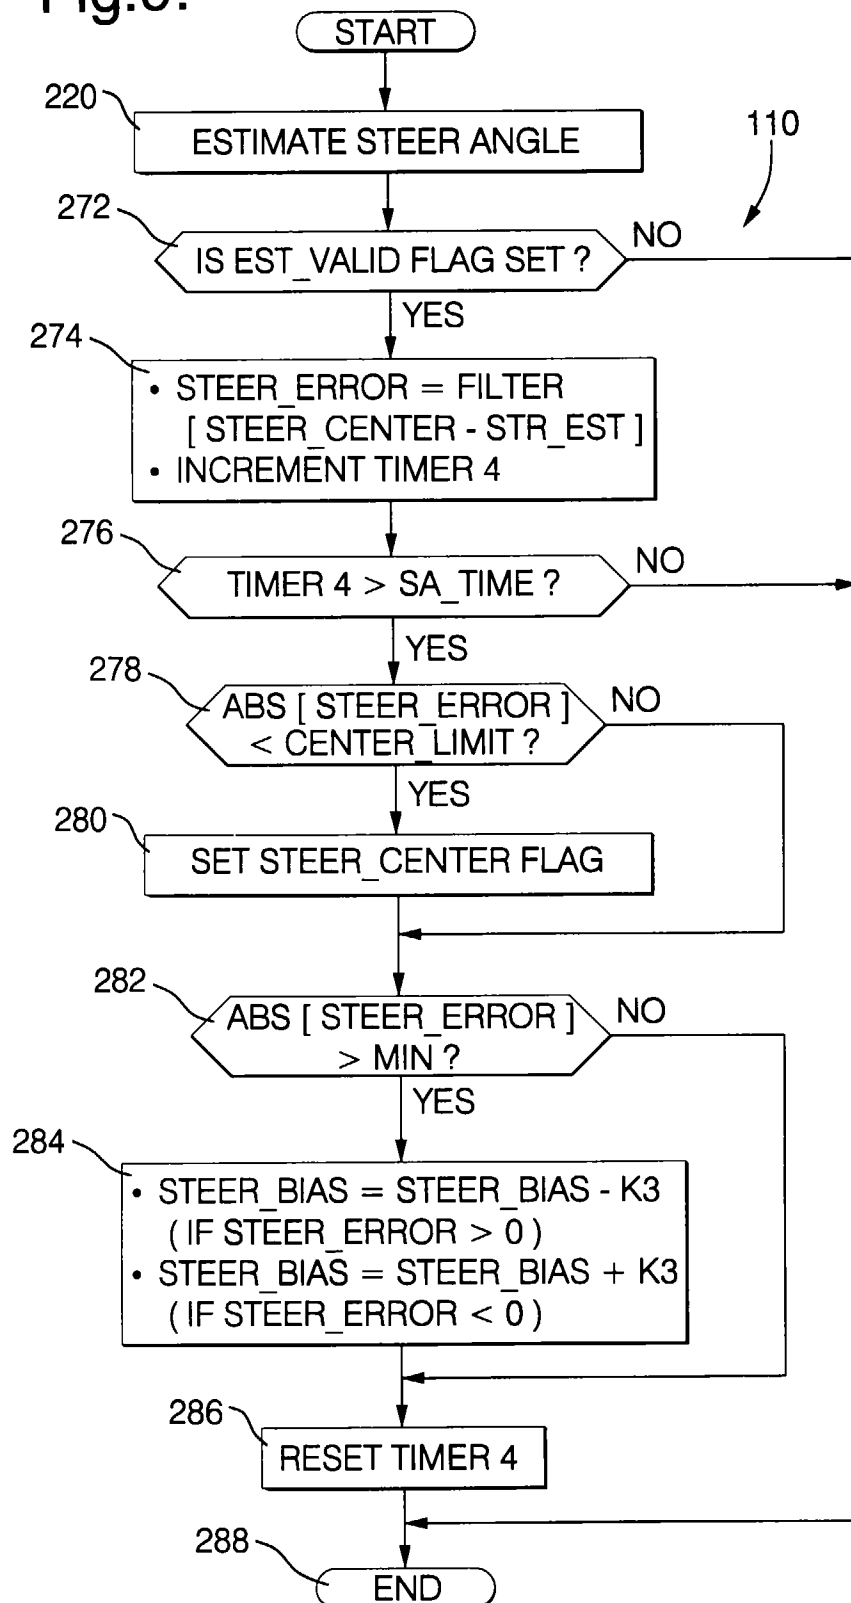 START
220
ESTIMATE STEER ANGLE
110
272
IS EST_VALID FLAG SET ?
NO
YES
274
• STEER_ERROR = FILTER
[ STEER_CENTER - STR_EST ]
• INCREMENT TIMER 4
276
TIMER 4 > SA_TIME ?
NO
YES
278
ABS [ STEER_ERROR ]
< CENTER_LIMIT ?
NO
YES
280
SET STEER_CENTER FLAG
282
ABS [ STEER_ERROR ]
> MIN ?
NO
YES
284
• STEER_BIAS = STEER_BIAS - K3
( IF STEER_ERROR > 0 )
• STEER_BIAS = STEER_BIAS + K3
( IF STEER_ERROR < 0 )
286
RESET TIMER 4
288
END